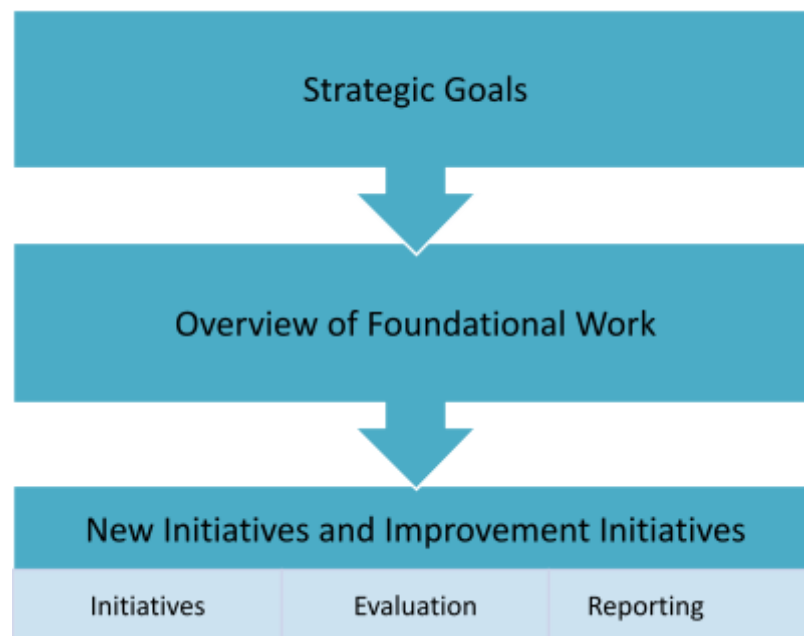 Strategic Goals
Overview of Foundational Work
New Initiatives and Improvement Initiatives
Initiatives
Evaluation
Reporting